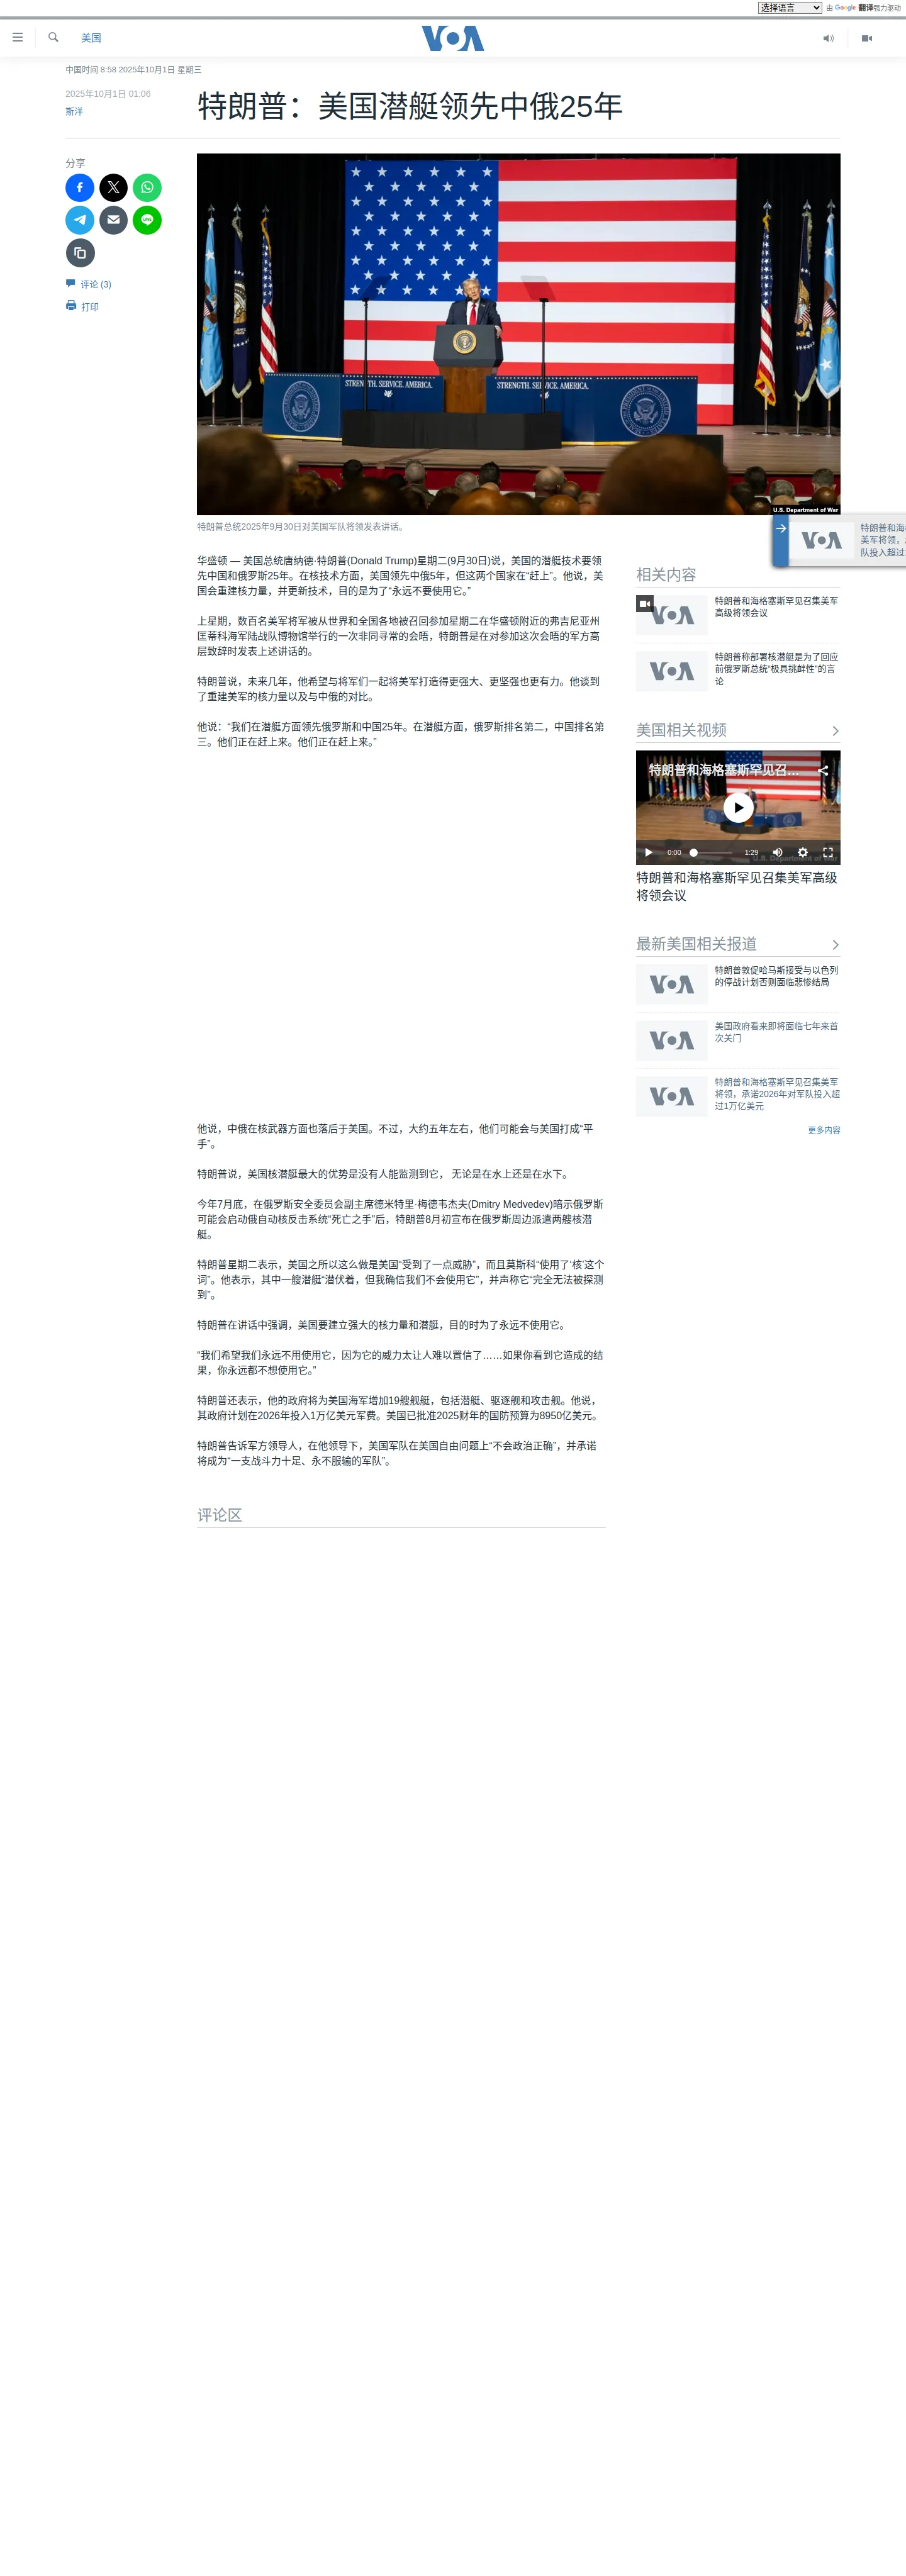 选择语言
由 Google 翻译强力驱动
美国
VOA
中国时间 8:58 2025年10月1日 星期三
2025年10月1日 01:06
斯洋
特朗普：美国潜艇领先中俄25年
分享
评论 (3)
打印
STRENGTH. SERVICE. AMERICA.
STRENGTH. SERVICE. AMERICA.
U.S. Department of War
特朗普总统2025年9月30日对美国军队将领发表讲话。
华盛顿 — 美国总统唐纳德·特朗普(Donald Trump)星期二(9月30日)说，美国的潜艇技术要领
先中国和俄罗斯25年。在核技术方面，美国领先中俄5年，但这两个国家在“赶上”。他说，美
国会重建核力量，并更新技术，目的是为了“永远不要使用它。”
上星期，数百名美军将军被从世界和全国各地被召回参加星期二在华盛顿附近的弗吉尼亚州
匡蒂科海军陆战队博物馆举行的一次非同寻常的会晤，特朗普是在对参加这次会晤的军方高
层致辞时发表上述讲话的。
特朗普说，未来几年，他希望与将军们一起将美军打造得更强大、更坚强也更有力。他谈到
了重建美军的核力量以及与中俄的对比。
他说：“我们在潜艇方面领先俄罗斯和中国25年。在潜艇方面，俄罗斯排名第二，中国排名第
三。他们正在赶上来。他们正在赶上来。”
他说，中俄在核武器方面也落后于美国。不过，大约五年左右，他们可能会与美国打成“平
手”。
特朗普说，美国核潜艇最大的优势是没有人能监测到它， 无论是在水上还是在水下。
今年7月底，在俄罗斯安全委员会副主席德米特里·梅德韦杰夫(Dmitry Medvedev)暗示俄罗斯
可能会启动俄自动核反击系统“死亡之手”后，特朗普8月初宣布在俄罗斯周边派遣两艘核潜
艇。
特朗普星期二表示，美国之所以这么做是美国“受到了一点威胁”，而且莫斯科“使用了‘核’这个
词”。他表示，其中一艘潜艇“潜伏着，但我确信我们不会使用它”，并声称它“完全无法被探测
到”。
特朗普在讲话中强调，美国要建立强大的核力量和潜艇，目的时为了永远不使用它。
“我们希望我们永远不用使用它，因为它的威力太让人难以置信了……如果你看到它造成的结
果，你永远都不想使用它。”
特朗普还表示，他的政府将为美国海军增加19艘舰艇，包括潜艇、驱逐舰和攻击舰。他说，
其政府计划在2026年投入1万亿美元军费。美国已批准2025财年的国防预算为8950亿美元。
特朗普告诉军方领导人，在他领导下，美国军队在美国自由问题上“不会政治正确”，并承诺
将成为“一支战斗力十足、永不服输的军队”。
评论区
VOA
特朗普和海
美军将领，
队投入超过
相关内容
VOA
特朗普和海格塞斯罕见召集美军
高级将领会议
VOA
特朗普称部署核潜艇是为了回应
前俄罗斯总统“极具挑衅性”的言
论
美国相关视频
特朗普和海格塞斯罕见召...
0:00
1:29
U.S. Department of War
特朗普和海格塞斯罕见召集美军高级
将领会议
最新美国相关报道
VOA
特朗普敦促哈马斯接受与以色列
的停战计划否则面临悲惨结局
VOA
美国政府看来即将面临七年来首
次关门
VOA
特朗普和海格塞斯罕见召集美军
将领，承诺2026年对军队投入超
过1万亿美元
更多内容